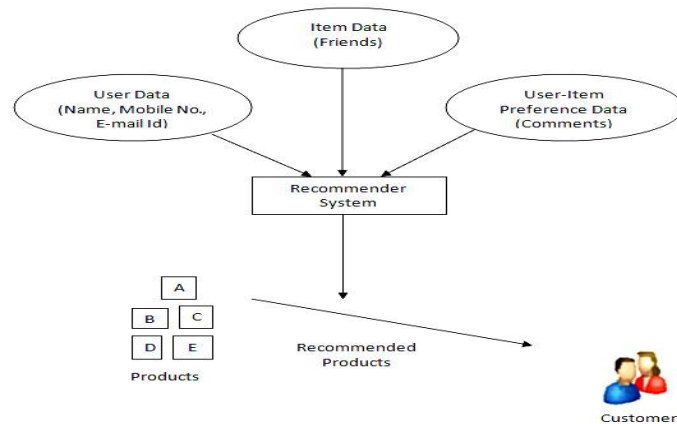 Item Data
(Friends)
User Data
(Name, Mobile No.,
E-mail Id)
User-Item
Preference Data
(Comments)
Recommender
System
A
B
C
D
E
Products
Recommended
Products
Customer